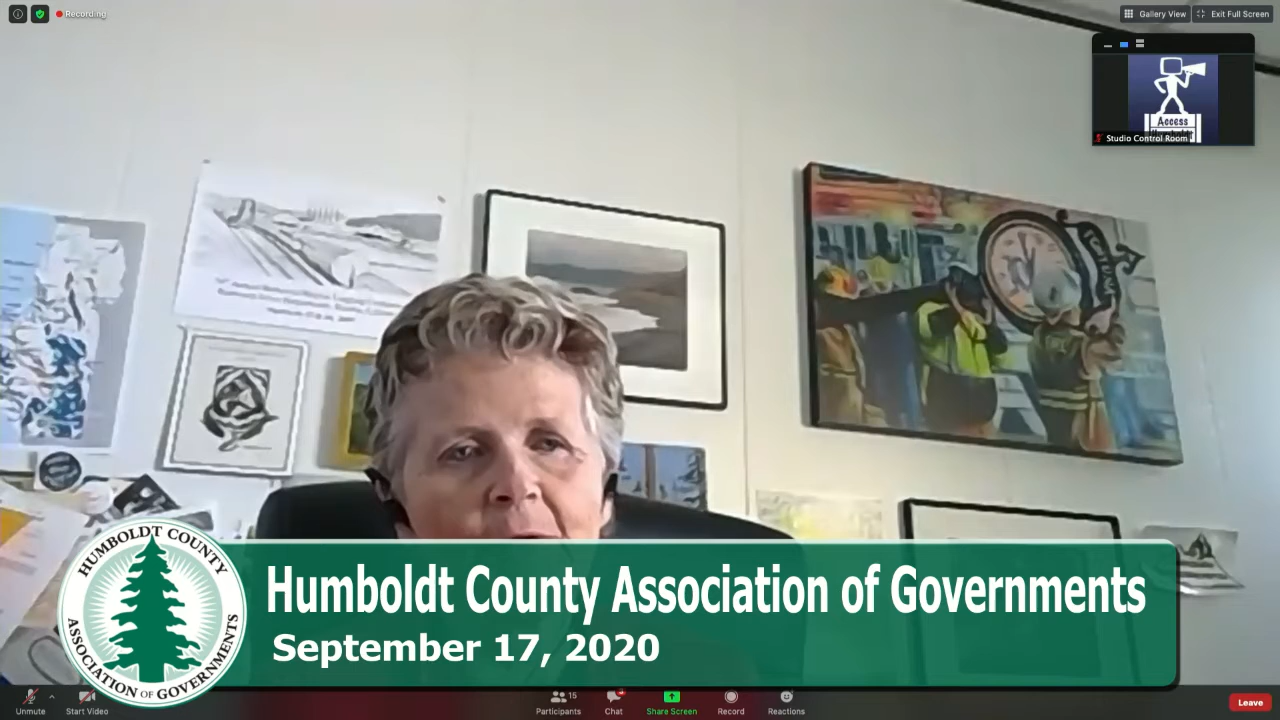 Recording
Gallery View
Exit Full Screen
Access
Studio Control Room
HUMBOLDT COUNTY
ASSOCIATION OF GOVERNMENTS
Humboldt County Association of Governments
September 17, 2020
Unmute
Start Video
Participants
15
Chat
Share Screen
Record
Reactions
Leave